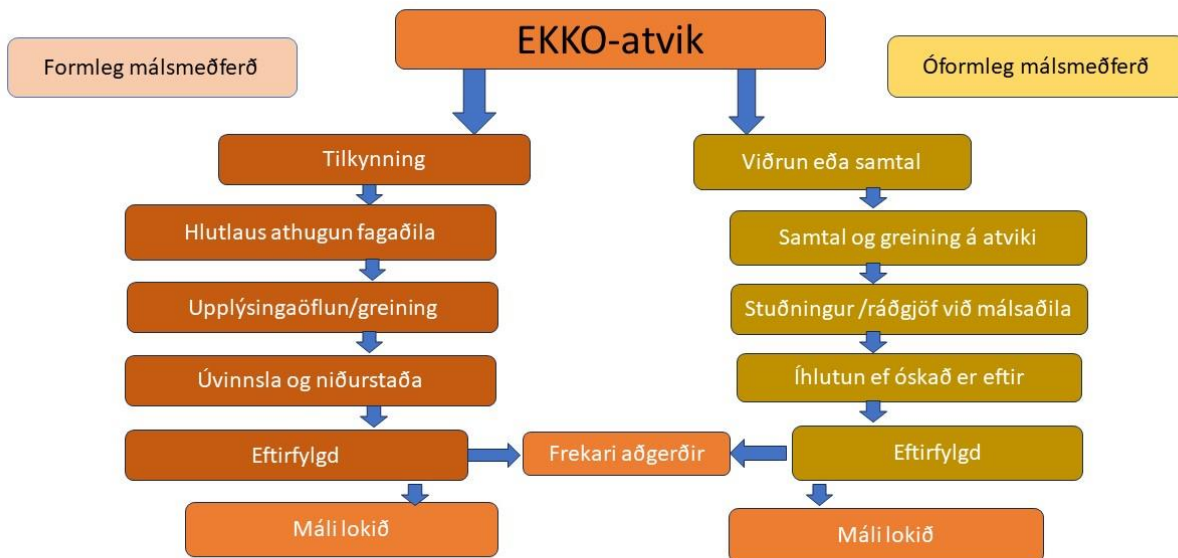 EKKO-atvik
Formleg málsmeðferð
Óformleg málsmeðferð
Tilkynning
Hlutlaus athugun fagaðila
Upplýsingaöflun/greining
Úvinnsla og niðurstaða
Eftirfylgd
Máli lokið
Frekari aðgerðir
Viðrun eða samtal
Samtal og greining á atviki
Stuðningur /ráðgjöf við málsaðila
Íhlutun ef óskað er eftir
Eftirfylgd
Máli lokið